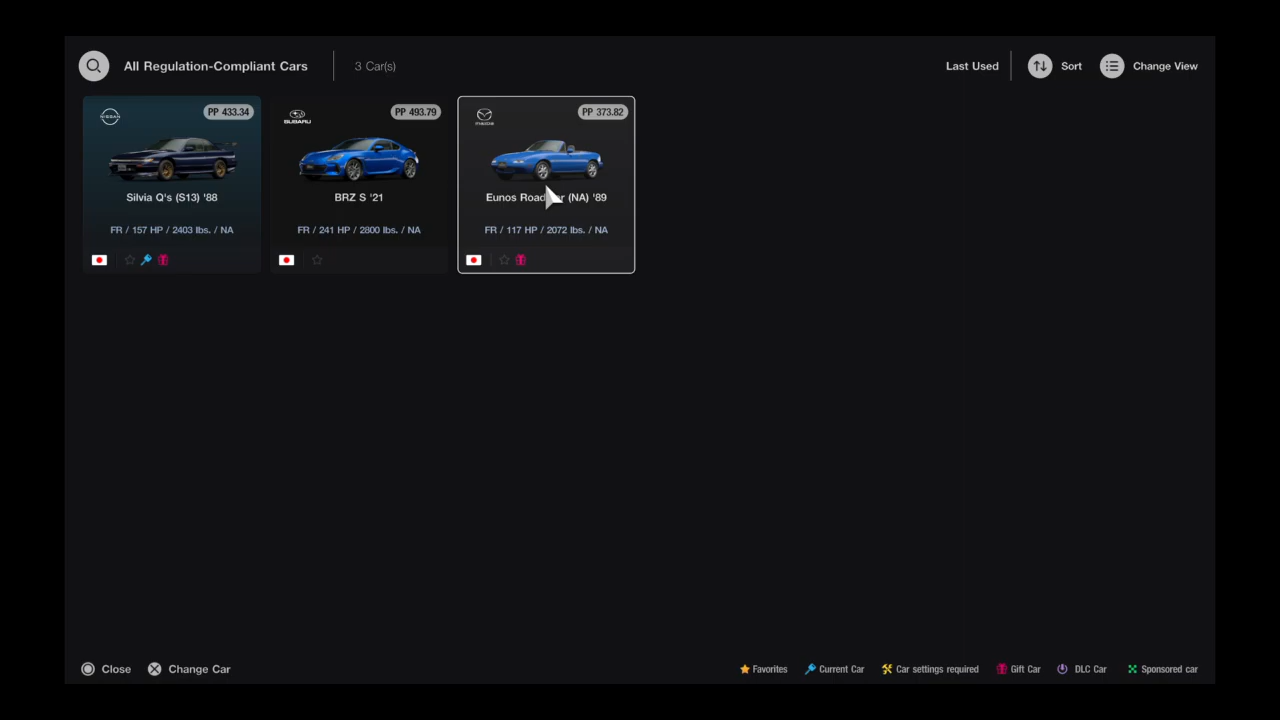 All Regulation-Compliant Cars
3 Car(s)
Last Used
Sort
Change View
NISSAN
PP 433.34
Silvia Q's (S13) '88
FR / 157 HP / 2403 lbs. / NA
SUBARU
PP 493.79
BRZ S '21
FR / 241 HP / 2800 lbs. / NA
mazda
PP 373.82
Eunos (NA) '89
FR / 117 HP / 2072 lbs. / NA
Close
Change Car
Favorites
Current Car
Car settings required
Gift Car
DLC Car
Sponsored car